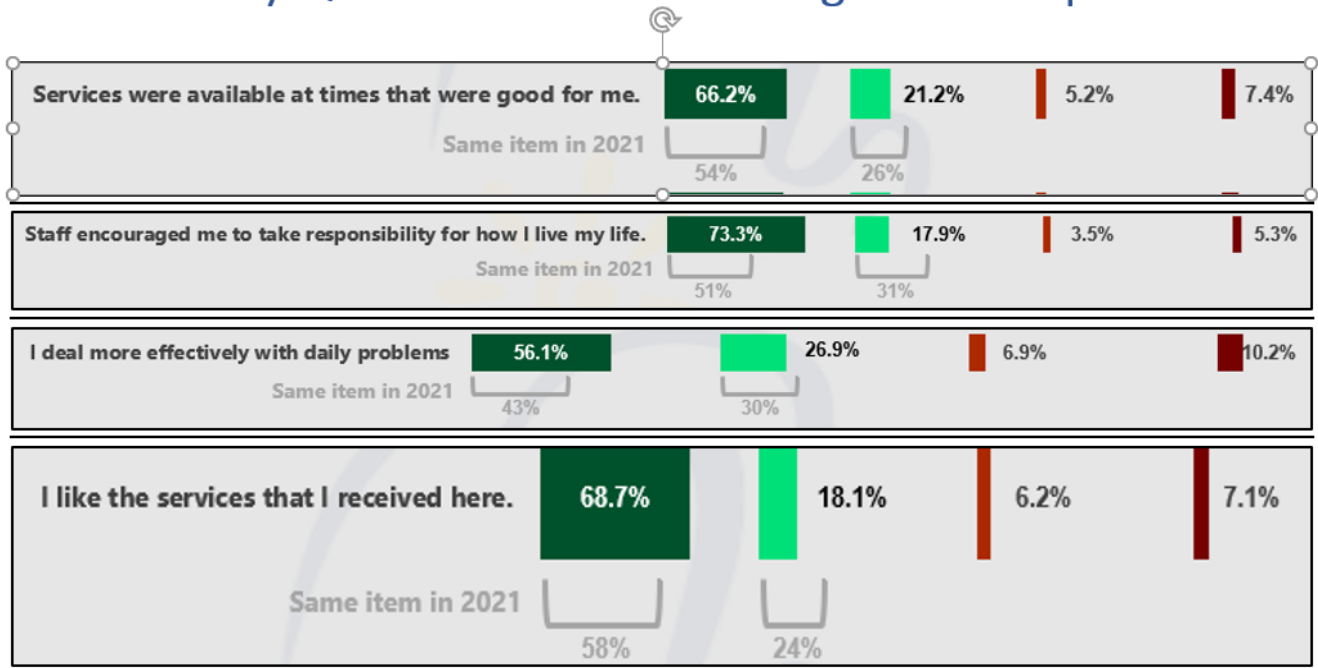 Services were available at times that were good for me. 66.2% 21.2% 5.2% 7.4%
Same item in 2021
54% 26%
Staff encouraged me to take responsibility for how I live my life. 73.3% 17.9% 3.5% 5.3%
Same item in 2021
51% 31%
I deal more effectively with daily problems 56.1% 26.9% 6.9% 10.2%
Same item in 2021
43% 30%
I like the services that I received here. 68.7% 18.1% 6.2% 7.1%
Same item in 2021
58% 24%